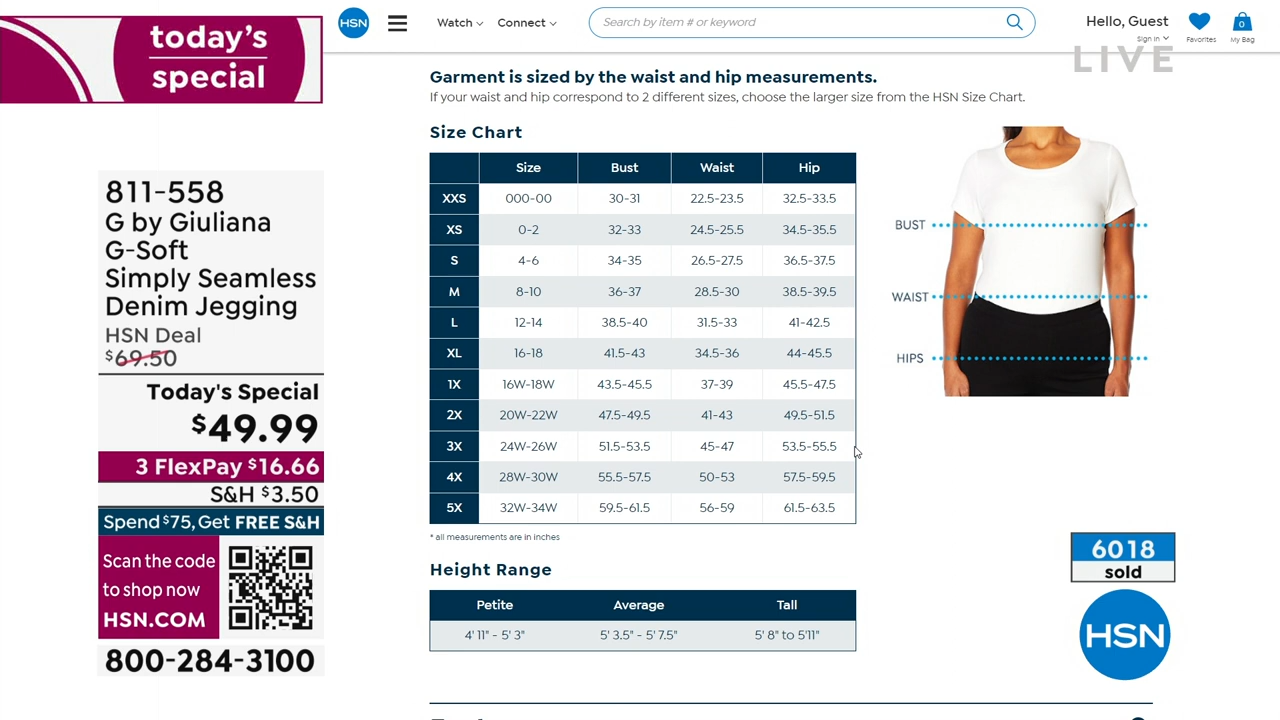 today's
special
HSN
Watch
Connect
Search by item # or keyword
Hello, Guest
Sign In
Favorites
0
My Bag
LIVE
811-558
G by Giuliana
G-Soft
Simply Seamless
Denim Jegging
HSN Deal
$69.50
Today's Special
$49.99
3 FlexPay $16.66
S&H $3.50
Spend $75, Get FREE S&H
Scan the code
to shop now
HSN.COM
800-284-3100
Garment is sized by the waist and hip measurements.
If your waist and hip correspond to 2 different sizes, choose the larger size from the HSN Size Chart.
Size Chart
Size Bust Waist Hip
XXS 000-00 30-31 22.5-23.5 32.5-33.5
XS 0-2 32-33 24.5-25.5 34.5-35.5
S 4-6 34-35 26.5-27.5 36.5-37.5
M 8-10 36-37 28.5-30 38.5-39.5
L 12-14 38.5-40 31.5-33 41-42.5
XL 16-18 41.5-43 34.5-36 44-45.5
1X 16W-18W 43.5-45.5 37-39 45.5-47.5
2X 20W-22W 47.5-49.5 41-43 49.5-51.5
3X 24W-26W 51.5-53.5 45-47 53.5-55.5
4X 28W-30W 55.5-57.5 50-53 57.5-59.5
5X 32W-34W 59.5-61.5 56-59 61.5-63.5
* all measurements are in inches
Height Range
Petite Average Tall
4' 11" - 5' 3" 5' 3.5" - 5' 7.5" 5' 8" to 5'11"
BUST
WAIST
HIPS
6018
sold
HSN